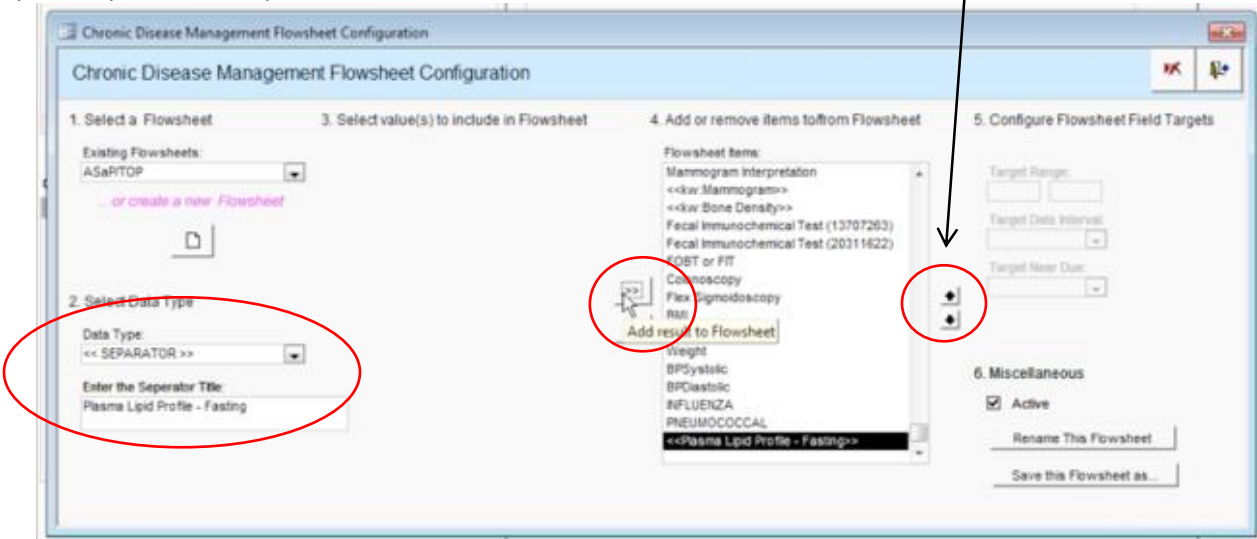 Chronic Disease Management Flowsheet Configuration
Chronic Disease Management Flowsheet Configuration
1. Select a Flowsheet
Existing Flowsheets:
ASaP/TOP
... or create a new Flowsheet
2. Select Data Type
Data Type:
<< SEPARATOR >>
Enter the Seperator Title:
Plasma Lipid Profile - Fasting
3. Select value(s) to include in Flowsheet
>>
Add result to Flowsheet
4. Add or remove items to/from Flowsheet
Flowsheet Items:
Mammogram Interpretation
<<kw:Mammogram>>
<<kw:Bone Density>>
Fecal Immunochemical Test (13707263)
Fecal Immunochemical Test (20311622)
FOBT or FIT
Colonoscopy
Flex Sigmoidoscopy
BMI
Weight
BPSystolic
BPDiastolic
INFLUENZA
PNEUMOCOCCAL
<<Plasma Lipid Profile - Fasting>>
5. Configure Flowsheet Field Targets
Target Range:
Target Date Interval:
Target Near Due:
6. Miscellaneous
Active
Rename This Flowsheet
Save this Flowsheet as...